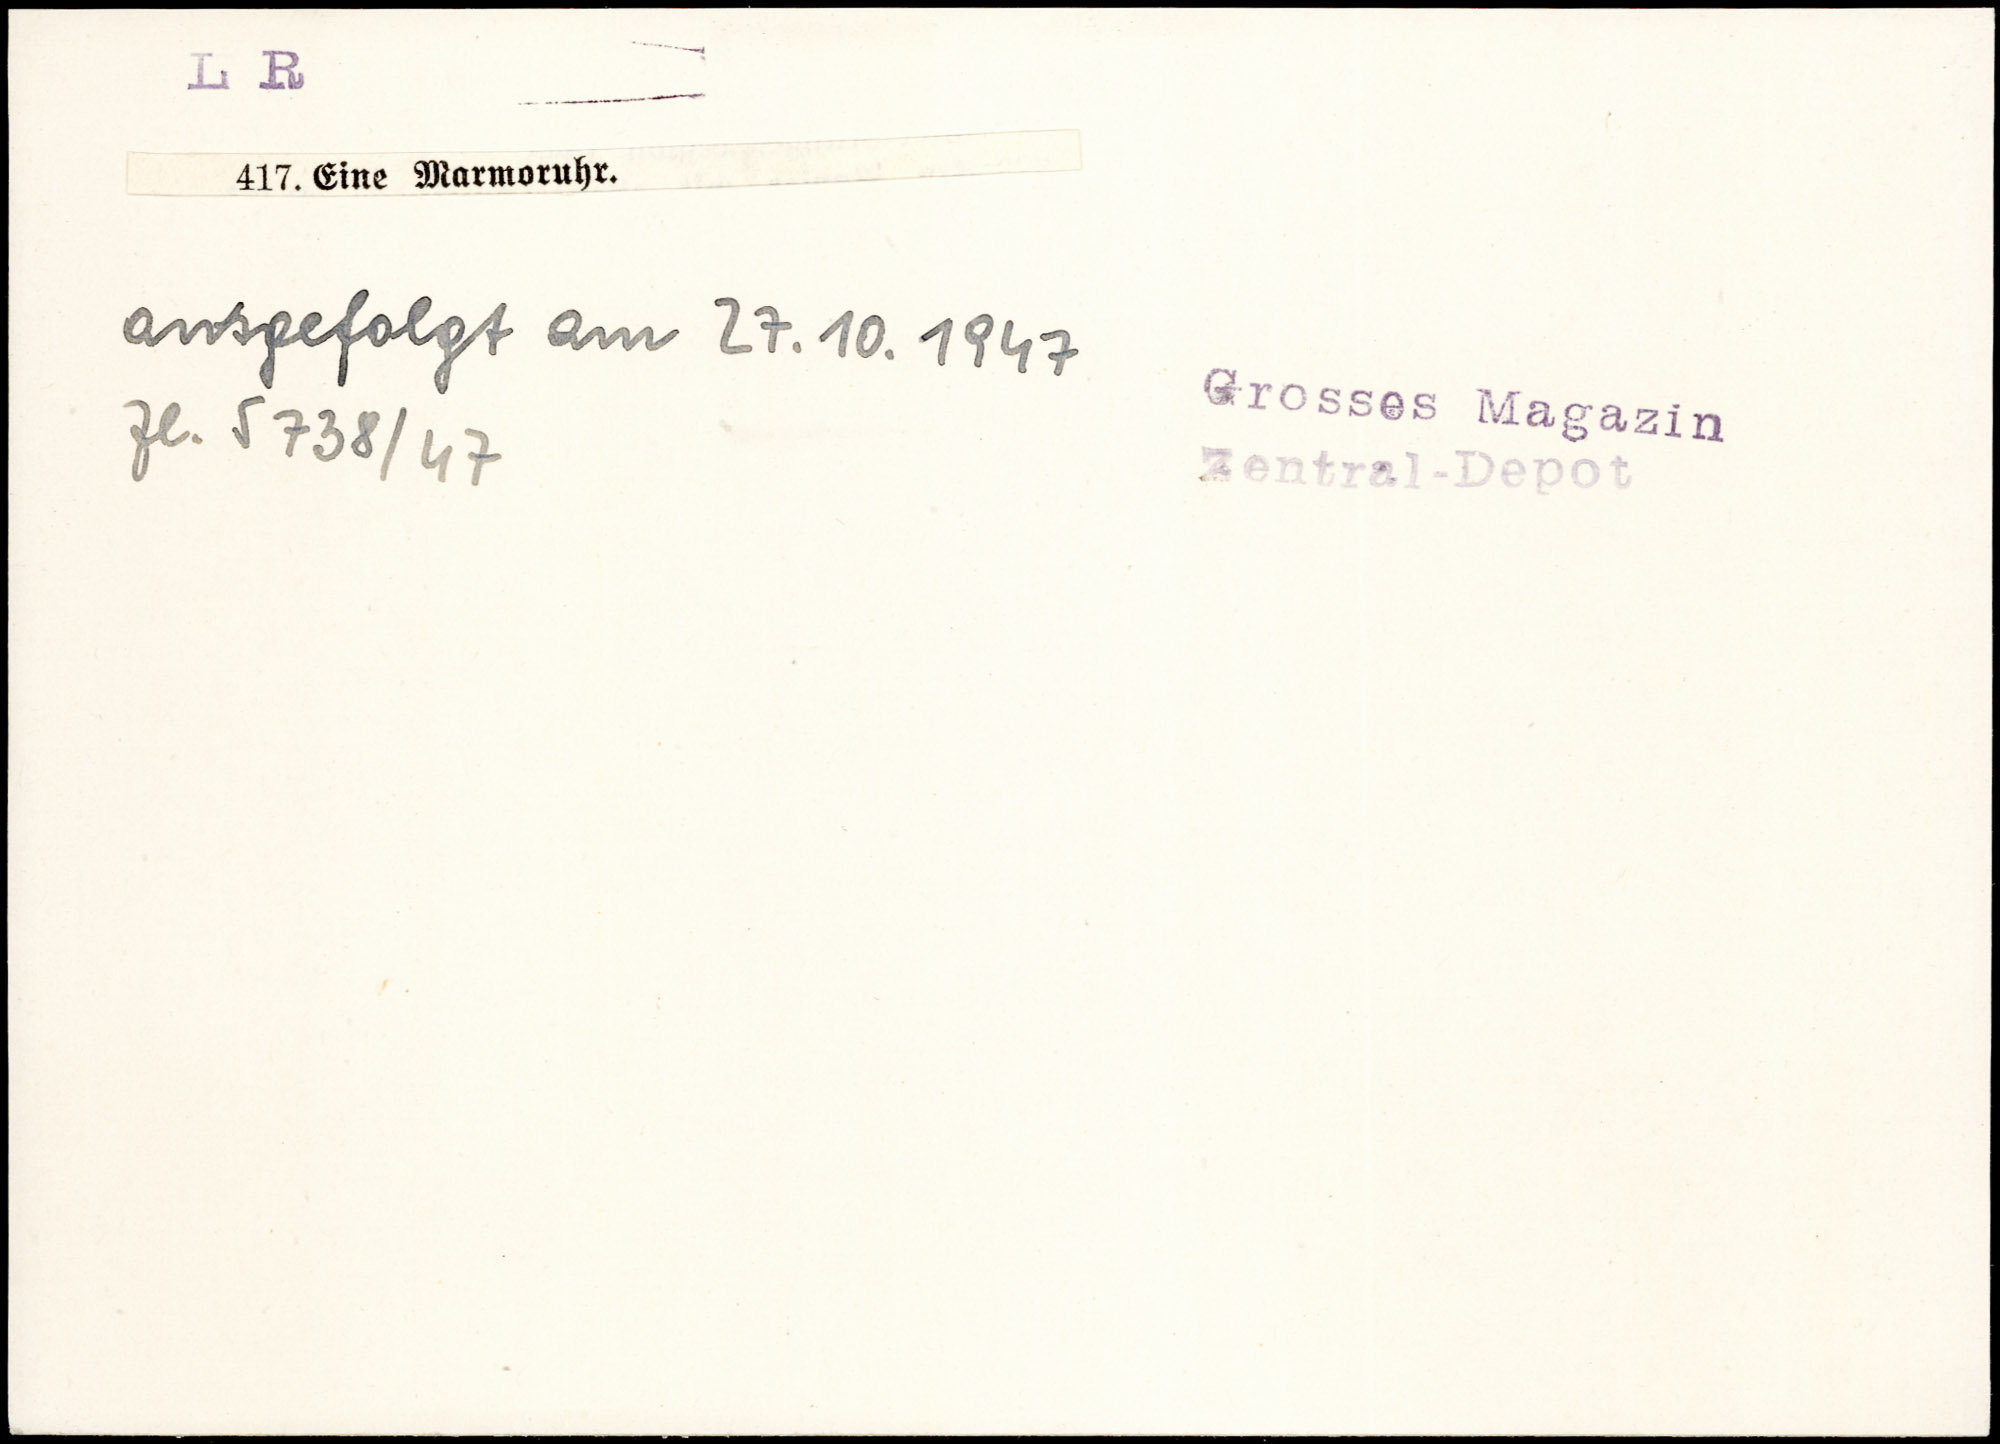 L R
417. Eine Marmoruhr.
ausgefolgt am 27.10.1947
Zl. 5738/47
Grosses Magazin
Zentral-Depot